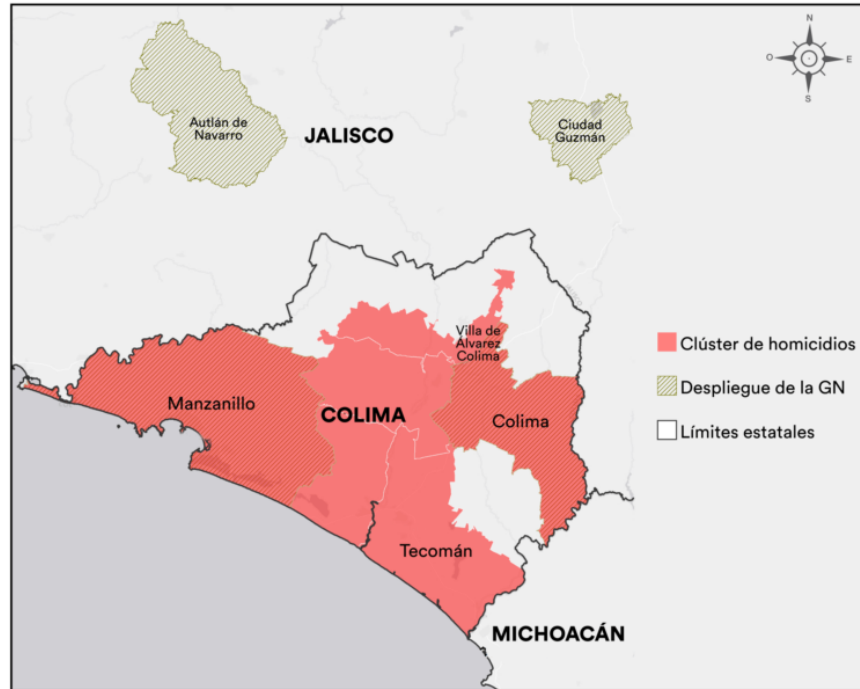 N
O
E
S
Autlán de
Navarro
JALISCO
Ciudad
Guzmán
Villa de
Álvarez
Colima
Clúster de homicidios
Despliegue de la GN
Límites estatales
Manzanillo
COLIMA
Colima
Tecomán
MICHOACÁN